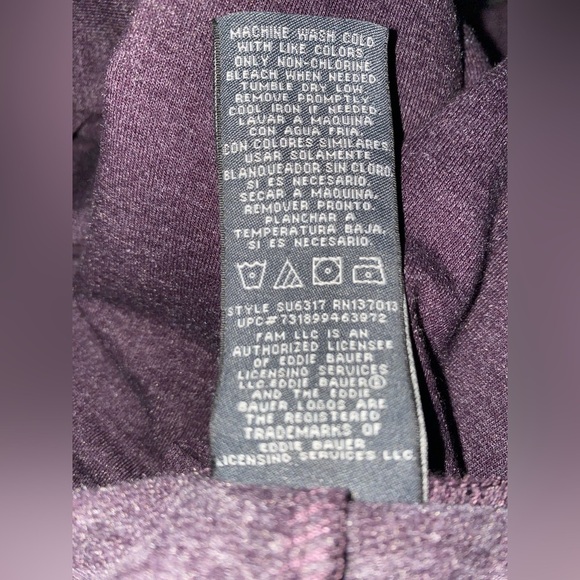 MACHINE WASH COLD
WITH LIKE COLORS
ONLY NON-CHLORINE
BLEACH WHEN NEEDED
TUMBLE DRY LOW.
REMOVE PROMPTLY.
COOL IRON IF NEEDED.
LAVAR A MAQUINA
CON AGUA FRIA.
CON COLORES SIMILARES.
USAR SOLAMENTE
BLANQUEADOR SIN CLORO.
SI ES NECESARIO.
SECAR A MAQUINA.
REMOVER PRONTO.
PLANCHAR A
TEMPERATURA BAJA.
SI ES NECESARIO.
STYLE SU6317 RN137013
UPC#731899463972
FAM LLC IS AN
AUTHORIZED LICENSEE
OF EDDIE BAUER
LICENSING SERVICES
LLC.EDDIE BAUER®
AND THE EDDIE
BAUER LOGOS ARE
THE REGISTERED
TRADEMARKS OF
EDDIE BAUER
LICENSING SERVICES LLC.